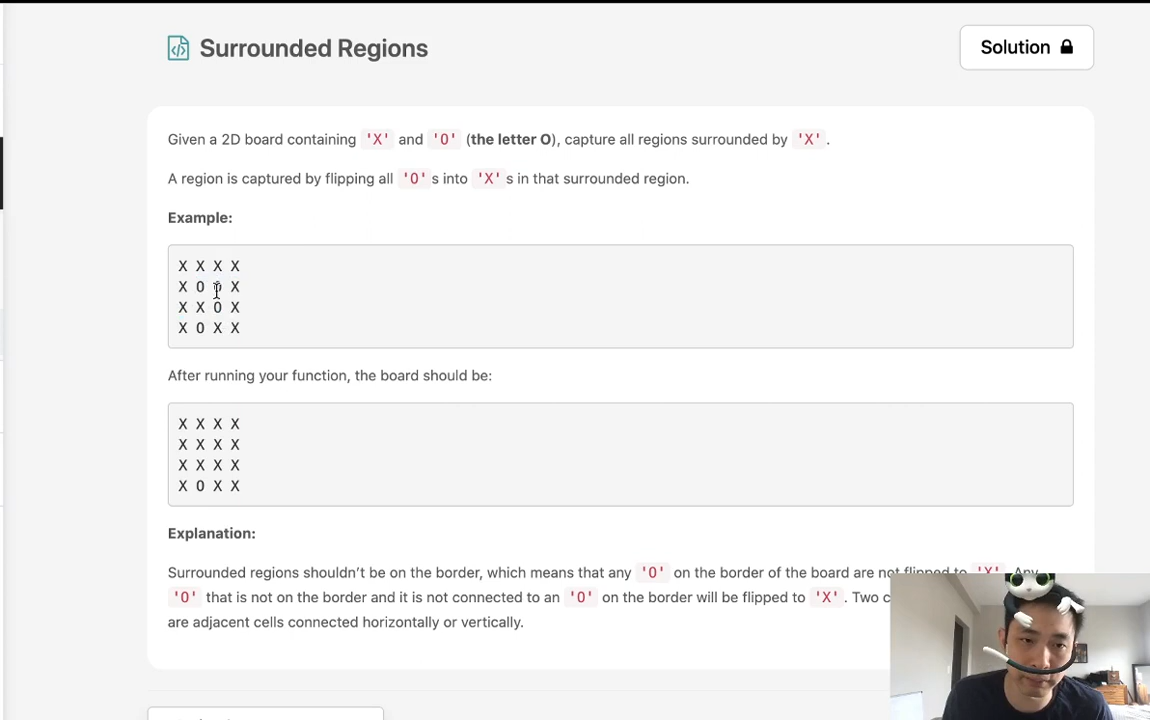 Surrounded Regions
Solution
Given a 2D board containing 'X' and 'O' (the letter O), capture all regions surrounded by 'X' .
A region is captured by flipping all 'O' s into 'X' s in that surrounded region.
Example:
X X X X
X O O X
X X O X
X O X X
After running your function, the board should be:
X X X X
X X X X
X X X X
X O X X
Explanation:
Surrounded regions shouldn't be on the border, which means that any 'O' on the border of the board are not flipped to 'X' . Any
'O' that is not on the border and it is not connected to an 'O' on the border will be flipped to 'X' . Two
are adjacent cells connected horizontally or vertically.